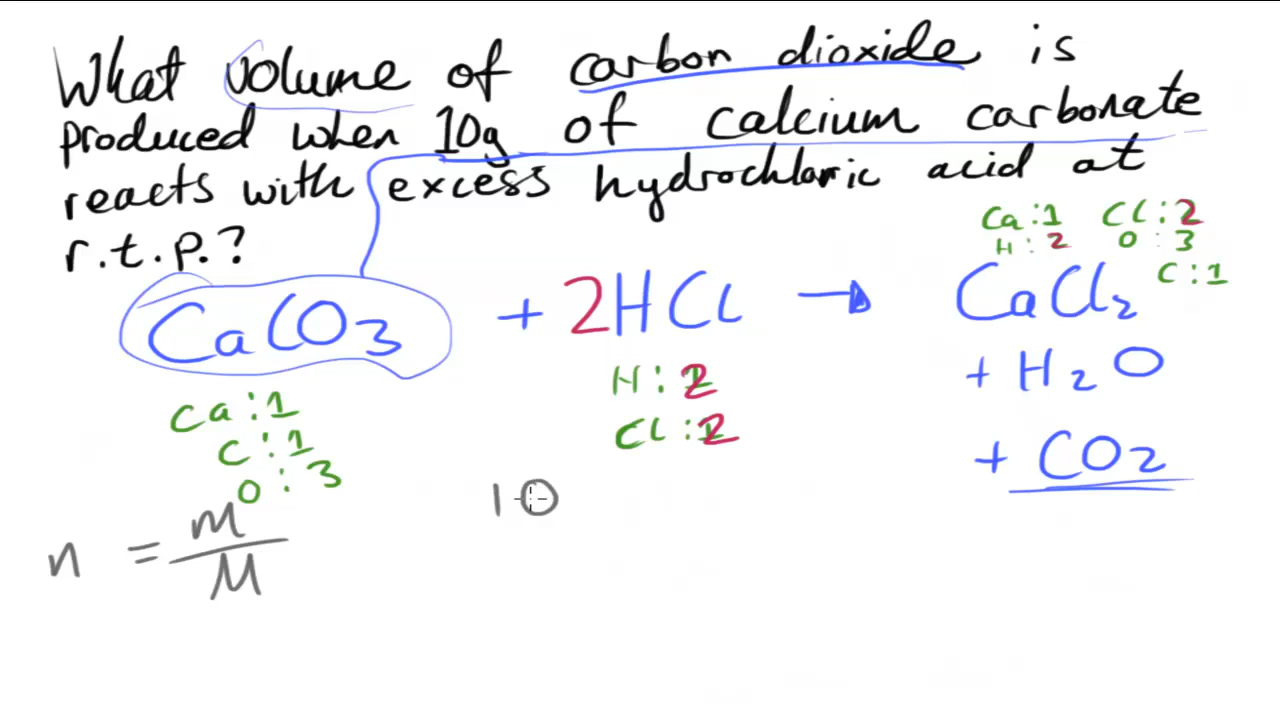 What volume of carbon dioxide is
produced when 10g of calcium carbonate
reacts with excess hydrochloric acid at
r.t.p.?
Ca:1 Cl:2
H:2 O:3
C:1
CaCO3 + 2HCl → CaCl2
+ H2O
+ CO2
H:2
Cl:2
Ca:1
C:1
O:3
n = m/M
10